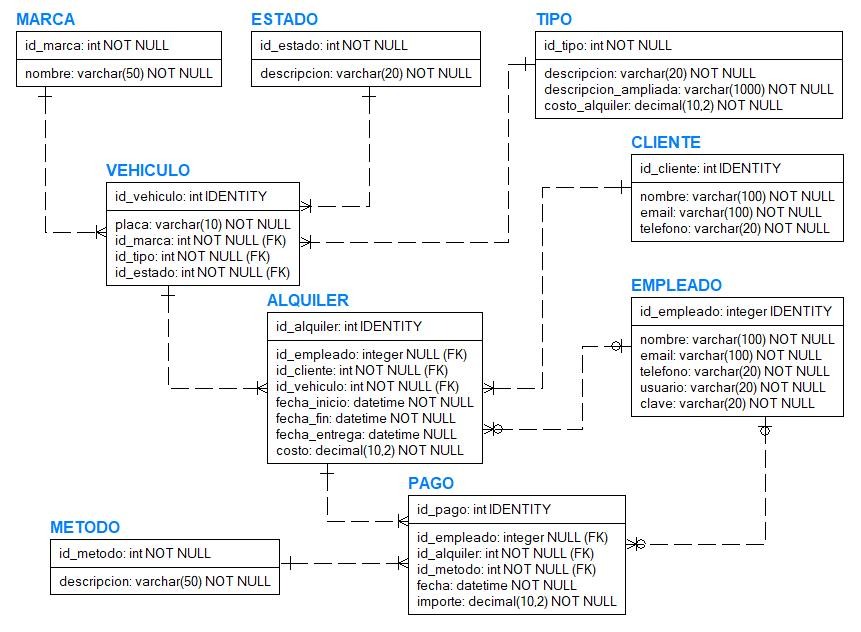 MARCA
id_marca: int NOT NULL
nombre: varchar(50) NOT NULL
ESTADO
id_estado: int NOT NULL
descripcion: varchar(20) NOT NULL
TIPO
id_tipo: int NOT NULL
descripcion: varchar(20) NOT NULL
descripcion_ampliada: varchar(1000) NOT NULL
costo_alquiler: decimal(10,2) NOT NULL
CLIENTE
id_cliente: int IDENTITY
nombre: varchar(100) NOT NULL
email: varchar(100) NOT NULL
telefono: varchar(20) NOT NULL
VEHICULO
id_vehiculo: int IDENTITY
placa: varchar(10) NOT NULL
id_marca: int NOT NULL (FK)
id_tipo: int NOT NULL (FK)
id_estado: int NOT NULL (FK)
EMPLEADO
id_empleado: integer IDENTITY
nombre: varchar(100) NOT NULL
email: varchar(100) NOT NULL
telefono: varchar(20) NOT NULL
usuario: varchar(20) NOT NULL
clave: varchar(20) NOT NULL
ALQUILER
id_alquiler: int IDENTITY
id_empleado: integer NULL (FK)
id_cliente: int NOT NULL (FK)
id_vehiculo: int NOT NULL (FK)
fecha_inicio: datetime NOT NULL
fecha_fin: datetime NOT NULL
fecha_entrega: datetime NULL
costo: decimal(10,2) NOT NULL
PAGO
id_pago: int IDENTITY
id_empleado: integer NULL (FK)
id_alquiler: int NOT NULL (FK)
id_metodo: int NOT NULL (FK)
fecha: datetime NOT NULL
importe: decimal(10,2) NOT NULL
METODO
id_metodo: int NOT NULL
descripcion: varchar(50) NOT NULL